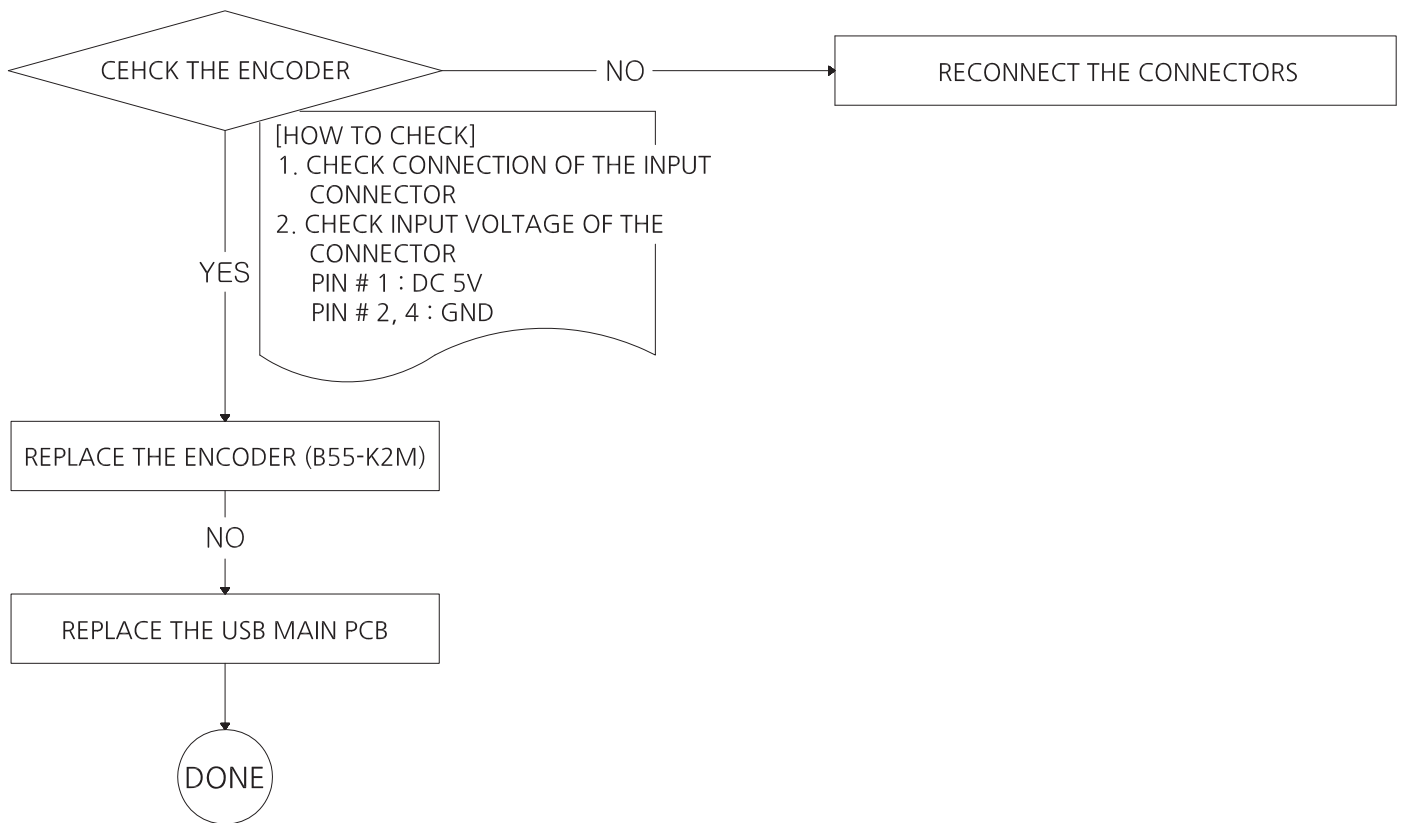 CEHCK THE ENCODER
NO
RECONNECT THE CONNECTORS
[HOW TO CHECK]
1. CHECK CONNECTION OF THE INPUT
CONNECTOR
2. CHECK INPUT VOLTAGE OF THE
CONNECTOR
PIN # 1 : DC 5V
PIN # 2, 4 : GND
YES
REPLACE THE ENCODER (B55-K2M)
NO
REPLACE THE USB MAIN PCB
DONE